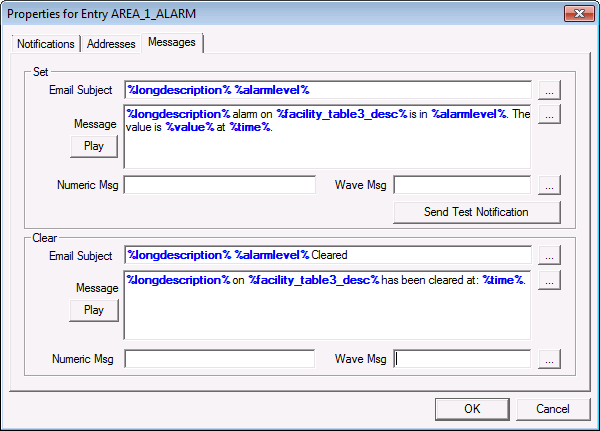 Properties for Entry AREA_1_ALARM
Notifications Addresses Messages
Set
Email Subject %longdescription% %alarmlevel% ...
Message %longdescription% alarm on %facility_table3_desc% is in %alarmlevel%. The ...
value is %value% at %time%.
Play
Numeric Msg Wave Msg ...
Send Test Notification
Clear
Email Subject %longdescription% %alarmlevel% Cleared ...
Message %longdescription% on %facility_table3_desc% has been cleared at: %time%. ...
Play
Numeric Msg Wave Msg ...
OK Cancel